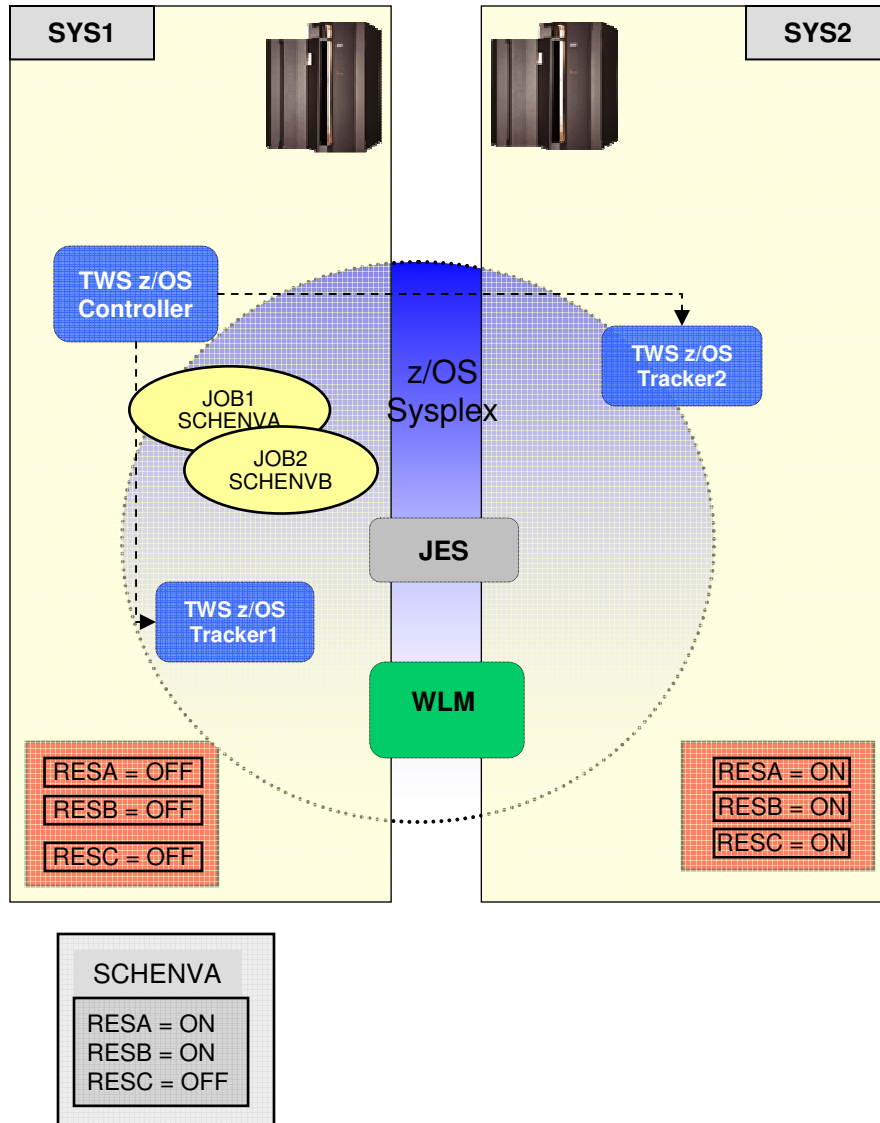 SYS1
SYS2
TWS z/OS
Controller
TWS z/OS
Tracker2
z/OS
Sysplex
JOB1
SCHENVA
JOB2
SCHENVB
JES
TWS z/OS
Tracker1
WLM
RESA = OFF
RESB = OFF
RESC = OFF
RESA = ON
RESB = ON
RESC = ON
SCHENVA
RESA = ON
RESB = ON
RESC = OFF